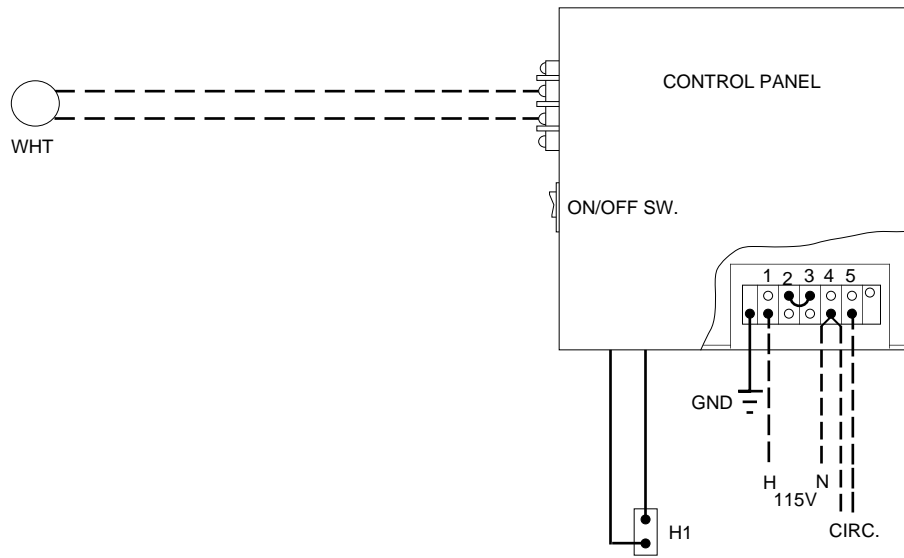 CONTROL PANEL
WHT
ON/OFF SW.
1 2 3 4 5
GND
H N
115V
CIRC.
H1